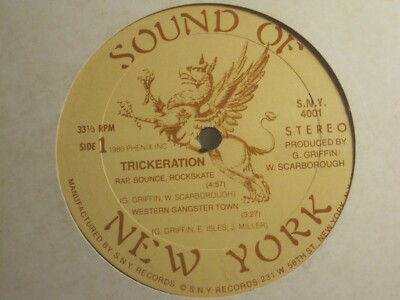 SOUND OF
NEW YORK
33⅓ RPM
SIDE 1
1980 PHENIX INC
S.N.Y.
4001
STEREO
PRODUCED BY
G. GRIFFIN/
W. SCARBOROUGH
TRICKERATION
RAP, BOUNCE, ROCKSKATE
(4:57)
(G. GRIFFIN, W. SCARBOROUGH)
WESTERN GANGSTER TOWN
(3:27)
(G. GRIFFIN, E. ISLES, J. MILLER)
MANUFACTURED BY S.N.Y. RECORDS © S.N.Y. RECORDS 231 W 58TH ST., NEW YORK,